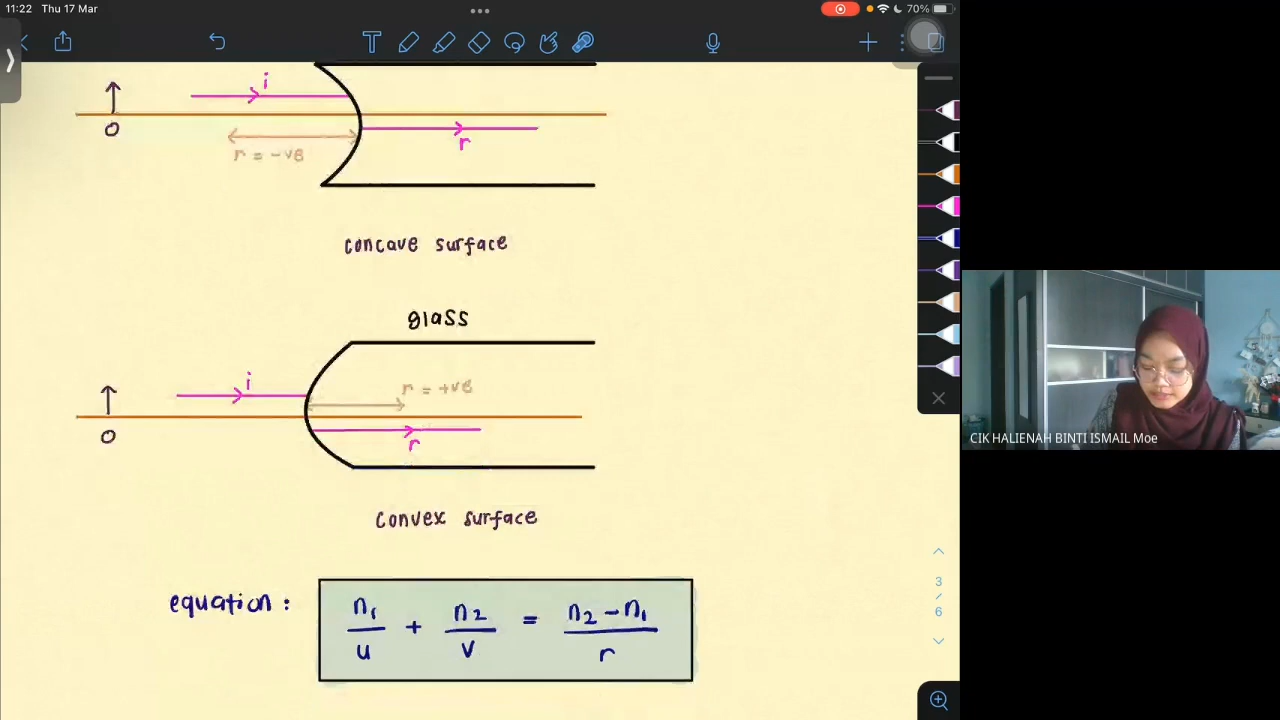 11:22 Thu 17 Mar
70%
T
i
O
r = -ve
r
concave surface
glass
i
r = +ve
O
r
convex surface
equation : n₁/u + n₂/v = n₂ - n₁/r
3
/
6
CIK HALIENAH BINTI ISMAIL Moe